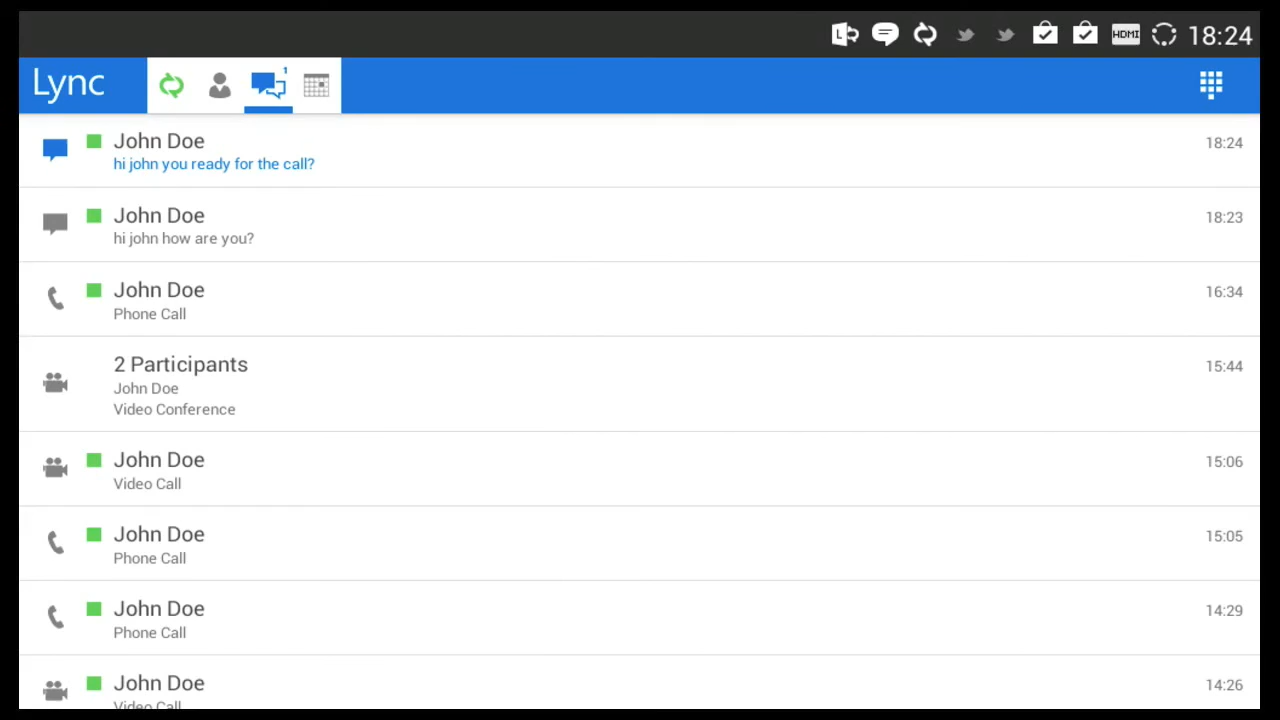 HDMI 18:24
Lync 1
John Doe 18:24
hi john you ready for the call?
John Doe 18:23
hi john how are you?
John Doe 16:34
Phone Call
2 Participants 15:44
John Doe
Video Conference
John Doe 15:06
Video Call
John Doe 15:05
Phone Call
John Doe 14:29
Phone Call
John Doe 14:26
Video Call